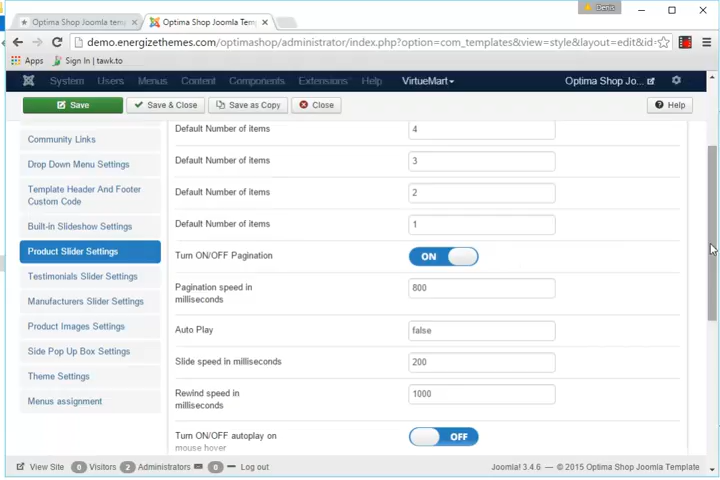 Denis
Optima Shop Joomla tem
Optima Shop Joomla Temp
demo.energizethemes.com/optimashop/administrator/index.php?option=com_templates&view=style&layout=edit&id=
Apps Sign In | tawk.to
System Users Menus Content Components Extensions Help VirtueMart Optima Shop Jo...
Save Save & Close Save as Copy Close Help
Community Links
Drop Down Menu Settings
Template Header And Footer
Custom Code
Built-in Slideshow Settings
Product Slider Settings
Testimonials Slider Settings
Manufacturers Slider Settings
Product Images Settings
Side Pop Up Box Settings
Theme Settings
Menus assignment
Default Number of items 4
Default Number of items 3
Default Number of items 2
Default Number of items 1
Turn ON/OFF Pagination ON
Pagination speed in
milliseconds 800
Auto Play false
Slide speed in milliseconds 200
Rewind speed in
milliseconds 1000
Turn ON/OFF autoplay on
mouse hover OFF
View Site 0 Visitors 2 Administrators 0 Log out
Joomla! 3.4.6 — © 2015 Optima Shop Joomla Template